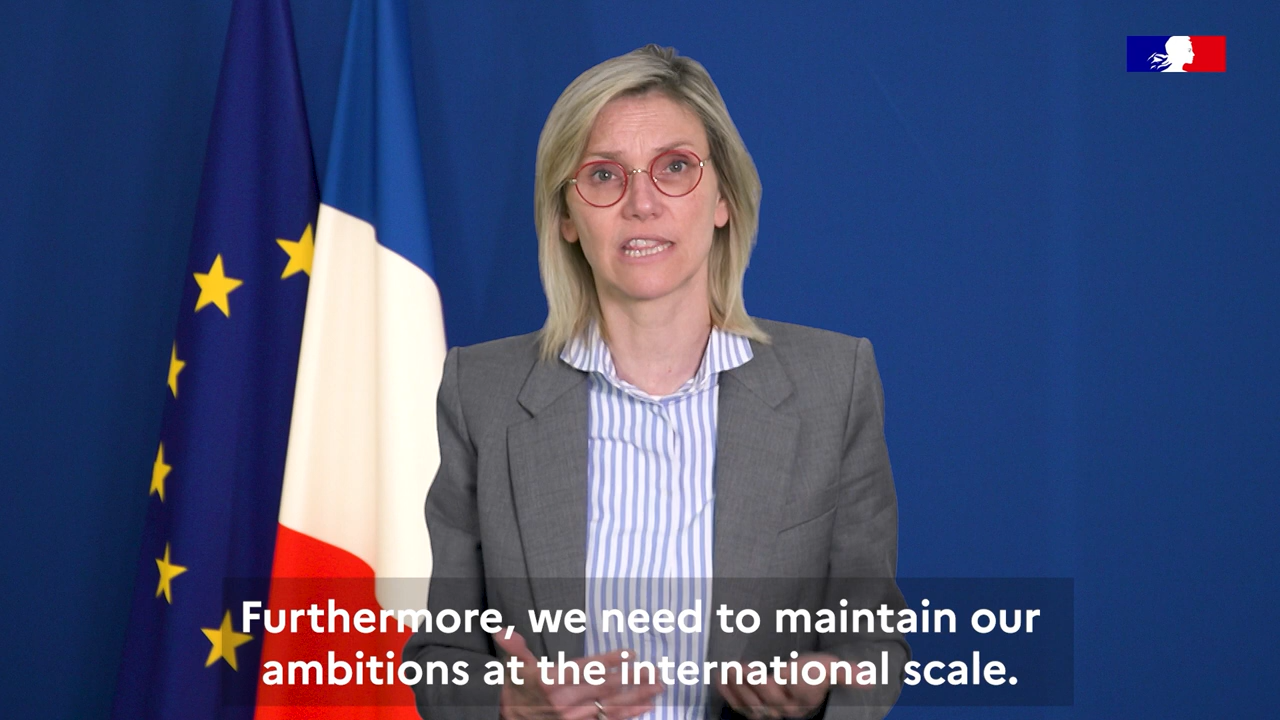 Furthermore, we need to maintain our
ambitions at the international scale.